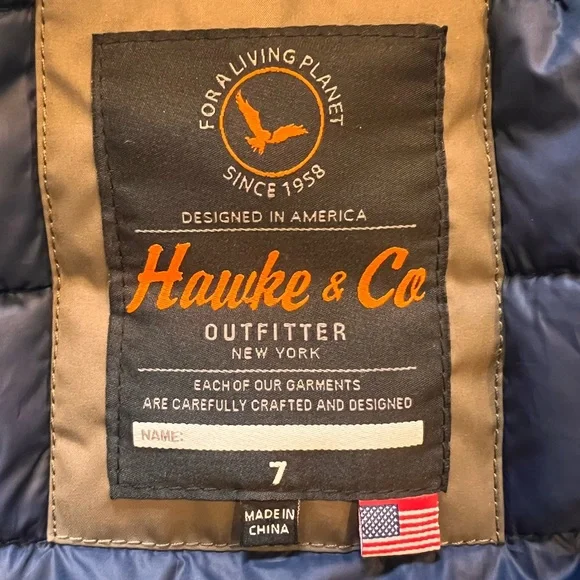 FOR A LIVING PLANET
SINCE 1958
DESIGNED IN AMERICA
Hawke & Co
OUTFITTER
NEW YORK
EACH OF OUR GARMENTS
ARE CAREFULLY CRAFTED AND DESIGNED
NAME:
7
MADE IN
CHINA